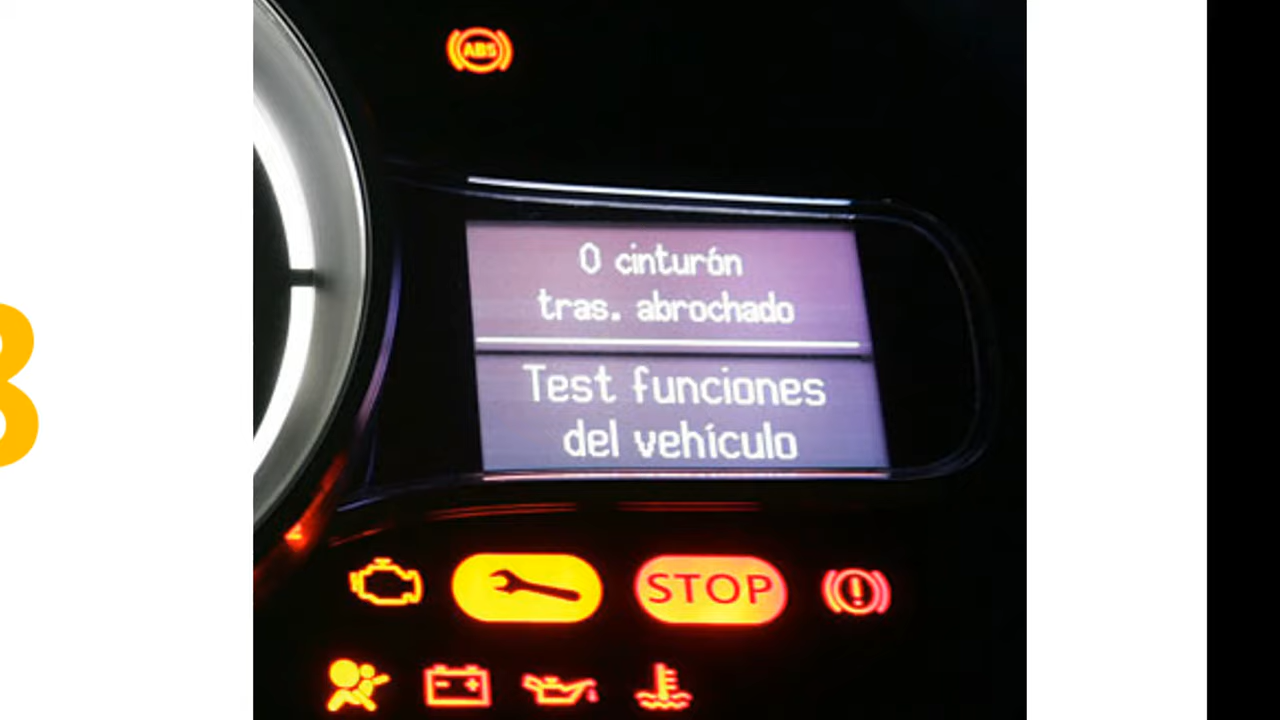 ABS
0 cinturón
tras. abrochado
Test funciones
del vehículo
STOP